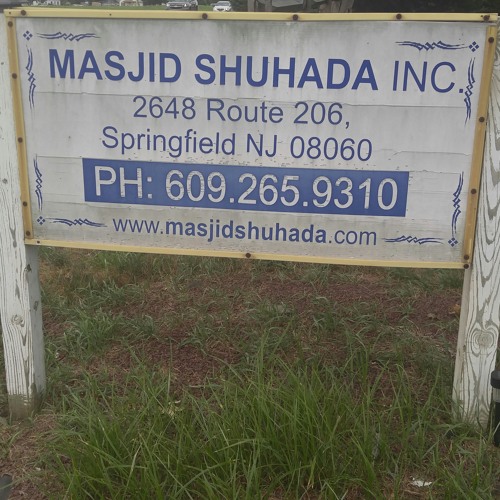 MASJID SHUHADA INC.
2648 Route 206,
Springfield NJ 08060
PH: 609.265.9310
www.masjidshuhada.com